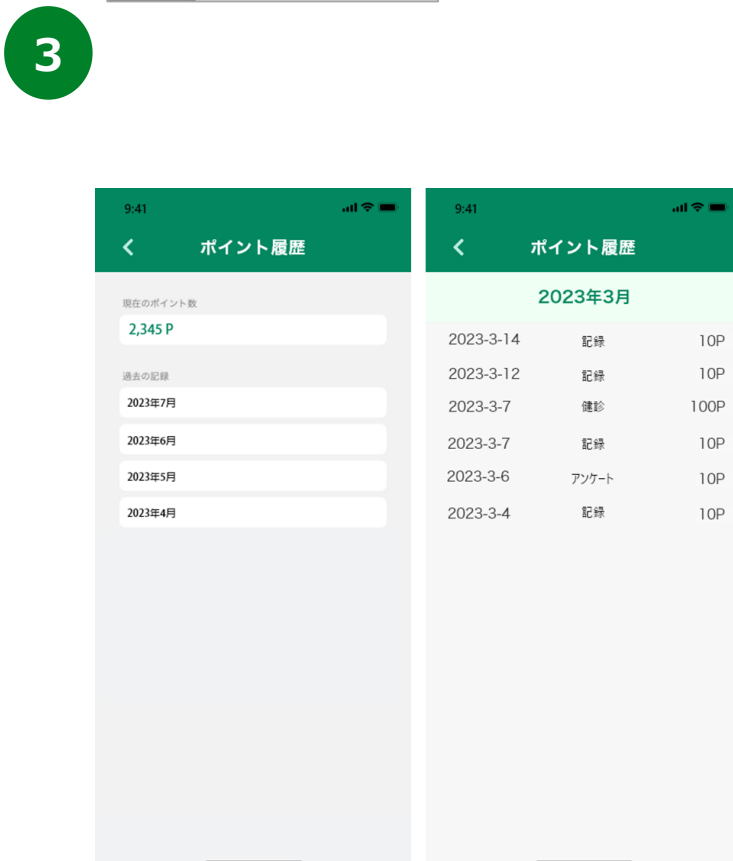 3
9:41
ポイント履歴
現在のポイント数
2,345 P
過去の記録
2023年7月
2023年6月
2023年5月
2023年4月
9:41
ポイント履歴
2023年3月
2023-3-14 記録 10P
2023-3-12 記録 10P
2023-3-7 健診 100P
2023-3-7 記録 10P
2023-3-6 アンケート 10P
2023-3-4 記録 10P